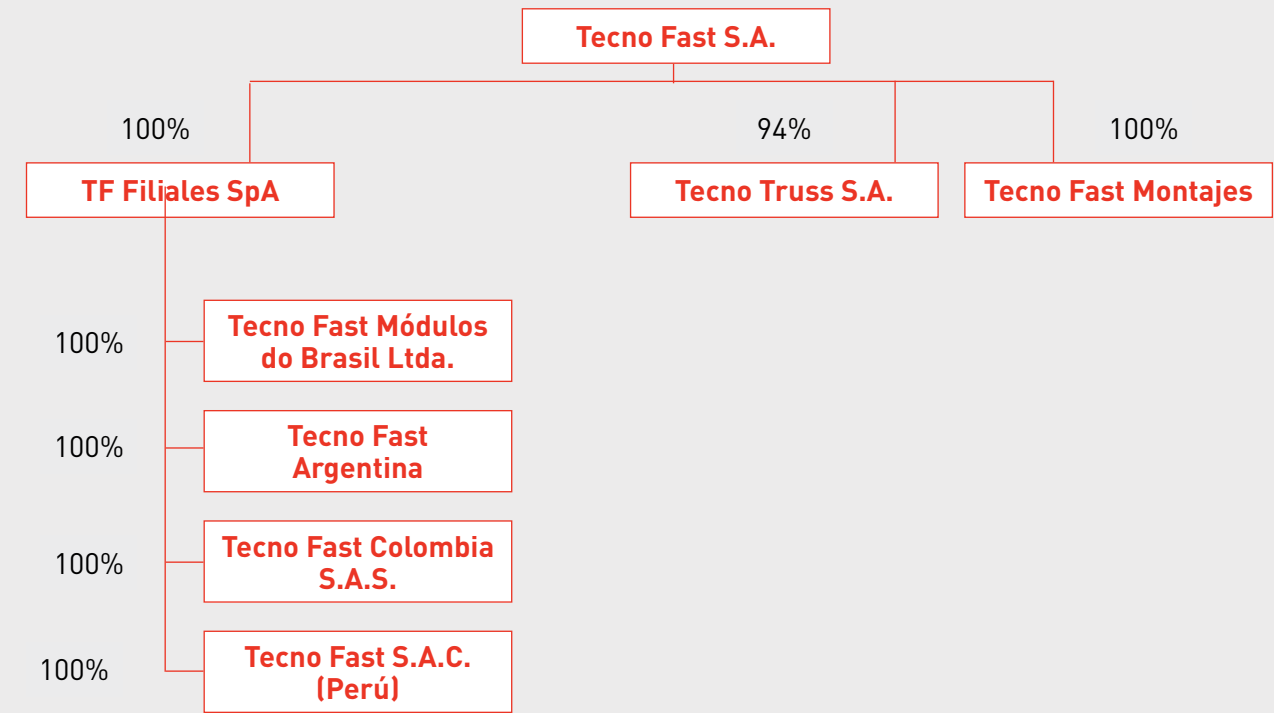 Tecno Fast S.A.
100%
94%
100%
TF Filiales SpA
Tecno Truss S.A.
Tecno Fast Montajes
100%
Tecno Fast Módulos
do Brasil Ltda.
100%
Tecno Fast
Argentina
100%
Tecno Fast Colombia
S.A.S.
100%
Tecno Fast S.A.C.
(Perú)